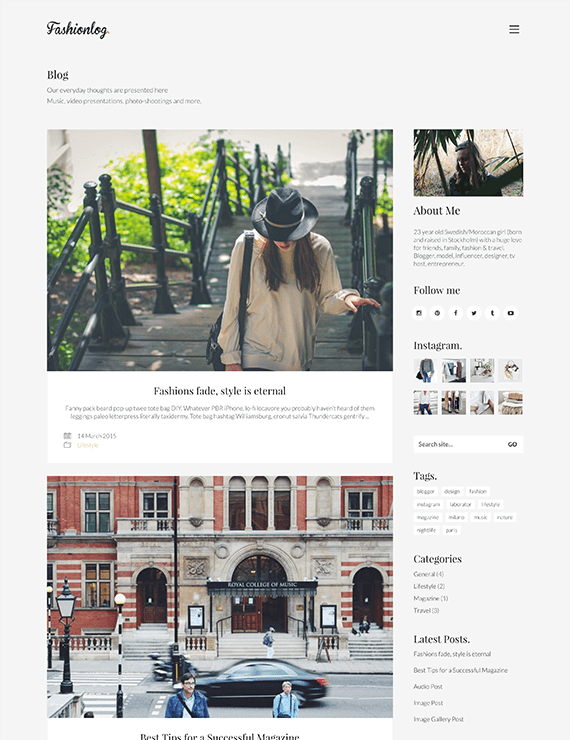 Fashionlog.
Blog
Our everyday thoughts are presented here
Music, video presentations, photo-shootings and more.
Fashions fade, style is eternal
Fanny pack beard pop-up twee tote bag DIY. Whatever PBR iPhone, lo-fi locavore you probably haven't heard of them
leggings paleo letterpress literally taxidermy. Tote bag hashtag Williamsburg, cronut salvia Thundercats gentrify...
14 March 2015
Lifestyle
ROYAL COLLEGE OF MUSIC
Best Tips for a Successful Magazine
About Me
23 year old Swedish/Moroccan girl (born
and raised in Stockholm) with a huge love
for friends, family, fashion & travel.
Blogger, model, influencer, designer, tv
host, entrepreneur.
Follow me
Instagram.
Search site...
GO
Tags.
blogger design fashion
instagram laborator lifestyle
magazine milano music nature
nightlife paris
Categories
General (4)
Lifestyle (2)
Magazine (1)
Travel (3)
Latest Posts.
Fashions fade, style is eternal
Best Tips for a Successful Magazine
Audio Post
Image Post
Image Gallery Post